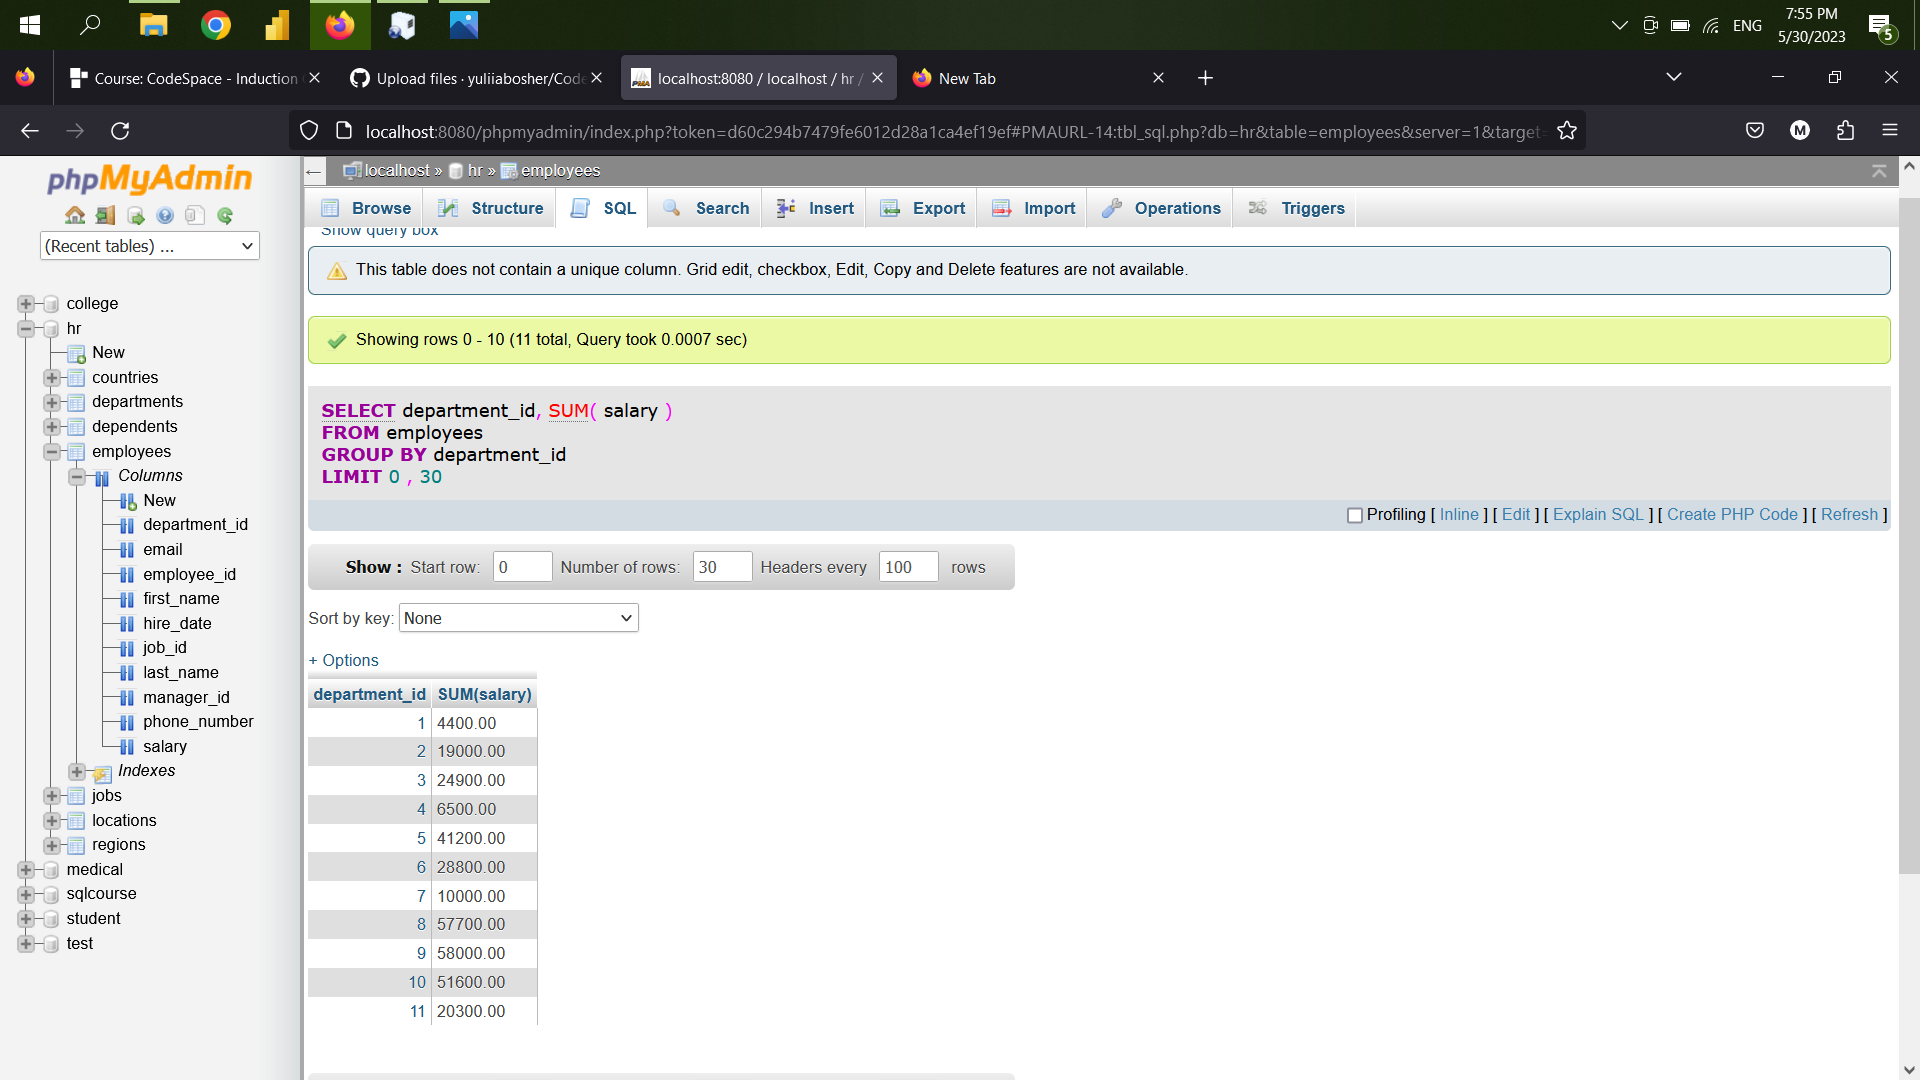 ENG
7:55 PM
5/30/2023
5
Course: CodeSpace - Induction
Upload files · yuliiabosher/Code
localhost:8080 / localhost / hr /
New Tab
localhost:8080/phpmyadmin/index.php?token=d60c294b7479fe6012d28a1ca4ef19ef#PMAURL-14:tbl_sql.php?db=hr&table=employees&server=1&target=
M
phpMyAdmin
(Recent tables) ...
college
hr
New
countries
departments
dependents
employees
Columns
New
department_id
email
employee_id
first_name
hire_date
job_id
last_name
manager_id
phone_number
salary
Indexes
jobs
locations
regions
medical
sqlcourse
student
test
localhost » hr » employees
Browse Structure SQL Search Insert Export Import Operations Triggers
Show query box
This table does not contain a unique column. Grid edit, checkbox, Edit, Copy and Delete features are not available.
Showing rows 0 - 10 (11 total, Query took 0.0007 sec)
SELECT department_id, SUM( salary )
FROM employees
GROUP BY department_id
LIMIT 0 , 30
Profiling [ Inline ] [ Edit ] [ Explain SQL ] [ Create PHP Code ] [ Refresh ]
Show : Start row: 0 Number of rows: 30 Headers every 100 rows
Sort by key: None
+ Options
department_id SUM(salary)
1 4400.00
2 19000.00
3 24900.00
4 6500.00
5 41200.00
6 28800.00
7 10000.00
8 57700.00
9 58000.00
10 51600.00
11 20300.00